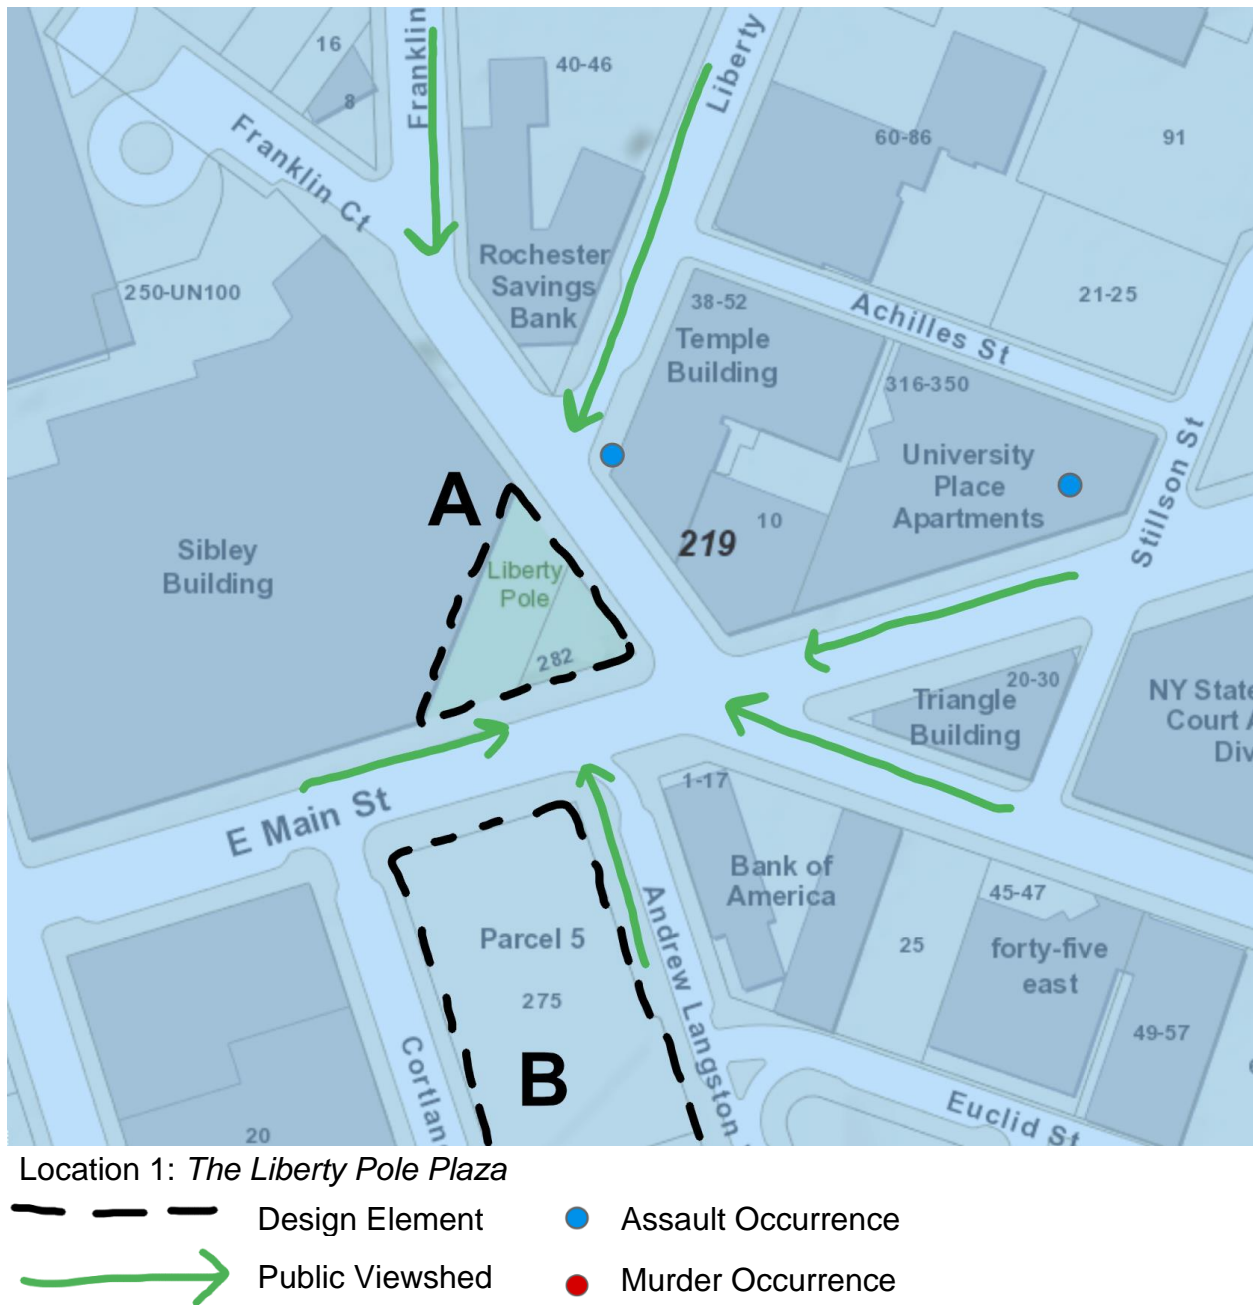 Franklin
Liberty
16
40-46
8
60-86
91
Franklin Ct
Rochester
Savings
Bank
250-UN100
38-52
Temple
Building
Achilles St
21-25
316-350
A
University
Place
Apartments
Stillson St
Sibley
Building
Liberty
Pole
219
10
282
20-30
Triangle
Building
NY State
Court A
Div
1-17
E Main St
Bank of
America
45-47
Parcel 5
25
forty-five
east
275
Andrew Langston
49-57
B
Cortlan
Euclid St
20
Location 1: The Liberty Pole Plaza
Design Element
Assault Occurrence
Public Viewshed
Murder Occurrence